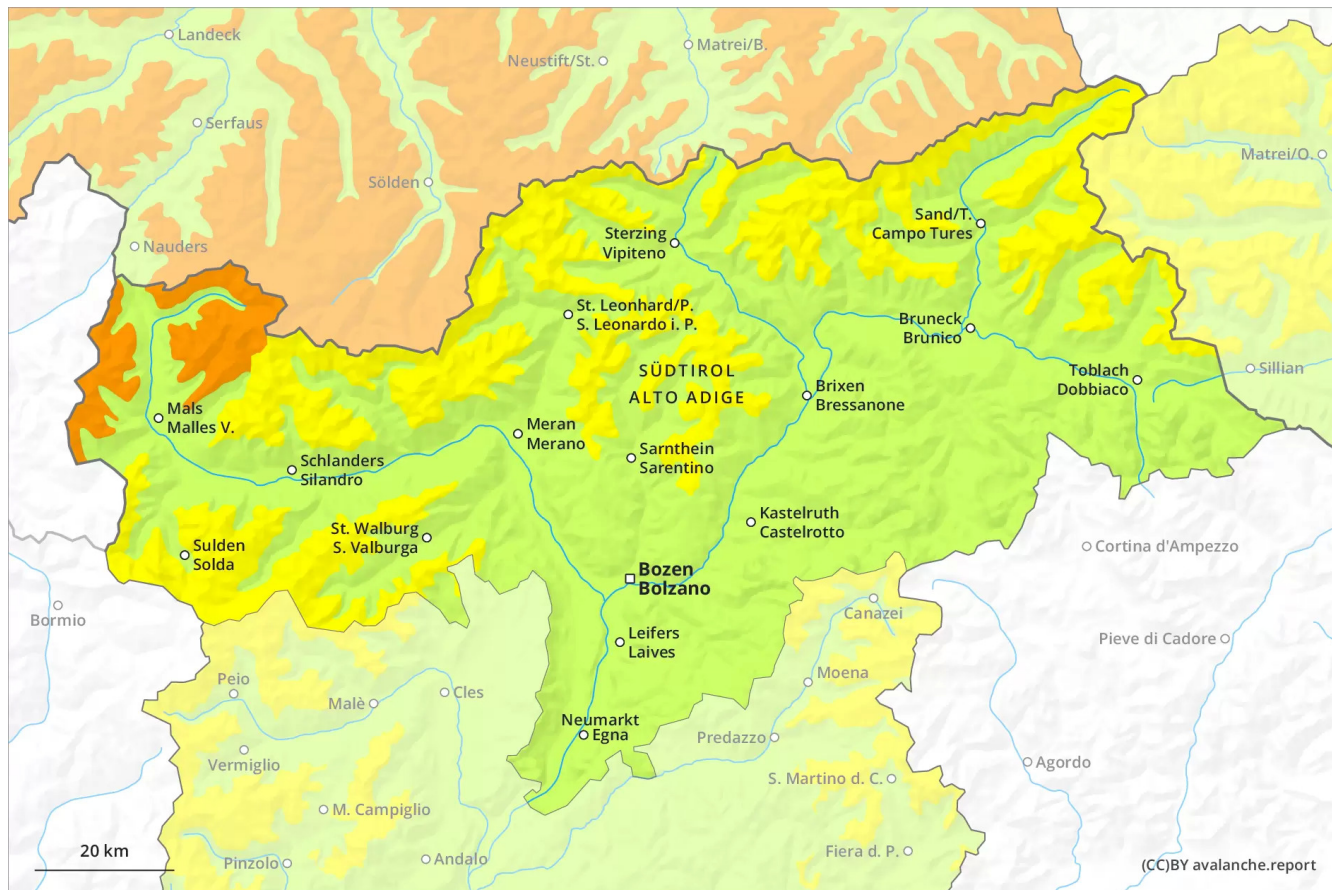 Landeck
Matrei/B.
Neustift/St.
Serfaus
Matrei/O.
Sölden
Sand/T.
Campo Tures
Sterzing
Vipiteno
Nauders
St. Leonhard/P.
S. Leonardo i. P.
Bruneck
Brunico
SÜDTIROL
ALTO ADIGE
Toblach
Dobbiaco
Sillian
Brixen
Bressanone
Mals
Malles V.
Meran
Merano
Sarnthein
Sarentino
Schlanders
Silandro
Kastelruth
Castelrotto
St. Walburg
S. Valburga
Sulden
Solda
Cortina d'Ampezzo
Bozen
Bolzano
Bormio
Canazei
Leifers
Laives
Pieve di Cadore
Peio
Moena
Malè
Cles
Neumarkt
Egna
Predazzo
Vermiglio
Agordo
S. Martino d. C.
M. Campiglio
20 km
Pinzolo
Andalo
Fiera d. P.
(CC)BY avalanche.report